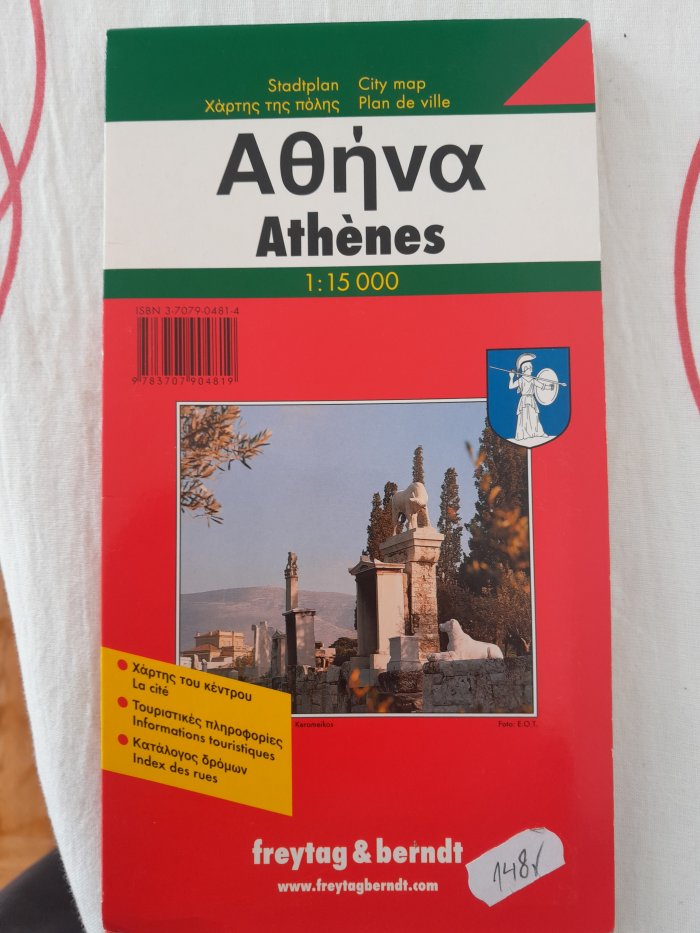 Stadtplan City map
Χάρτης της πόλης Plan de ville
Αθήνα
Athènes
1:15 000
ISBN 3-7079-0481-4
9 783707 904819
Χάρτης του κέντρου
La cité
Τουριστικές πληροφορίες
Informations touristiques
Κατάλογος δρόμων
Index des rues
Kerameikos
Foto: E.O.T.
freytag & berndt
www.freytagberndt.com